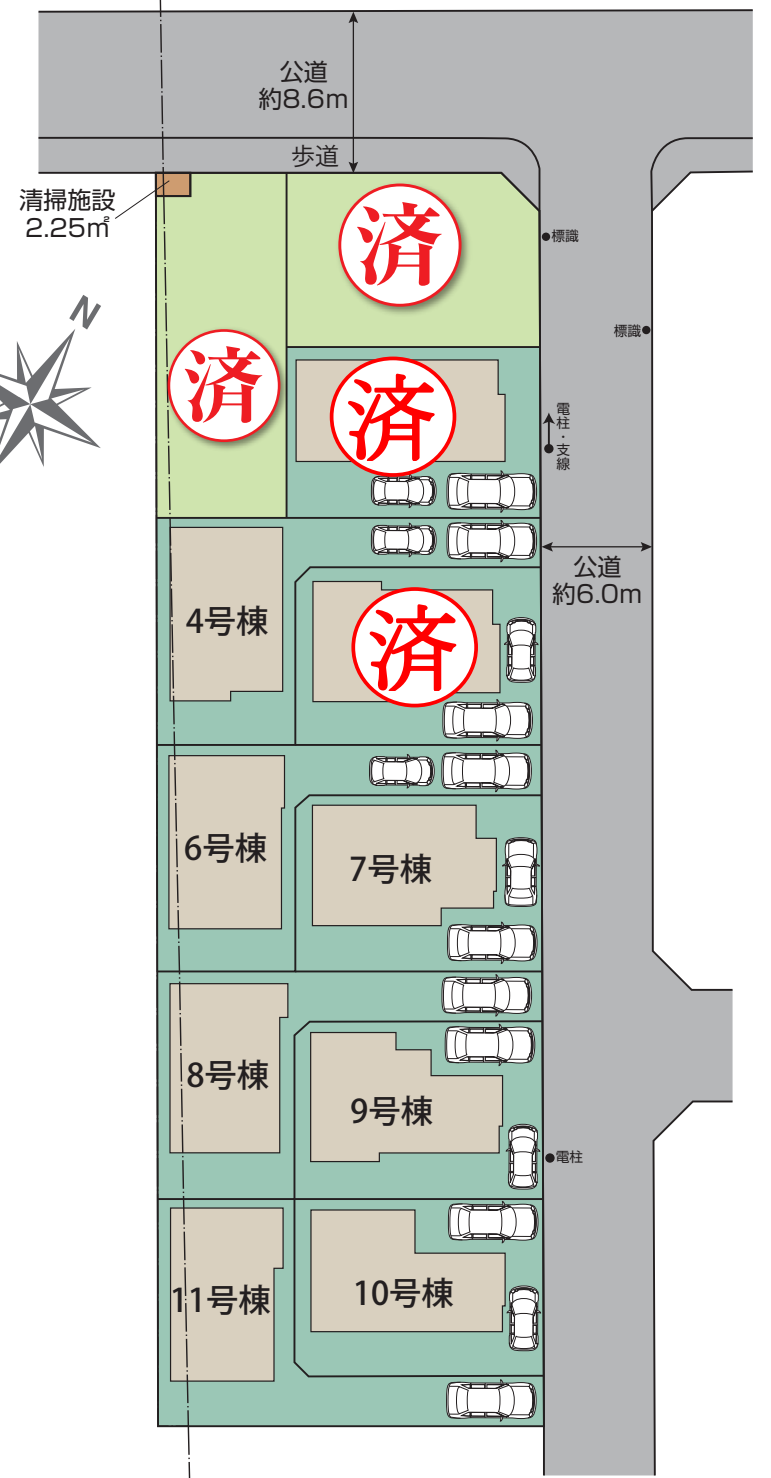 公道
約8.6m
歩道
清掃施設
2.25㎡
済
標識
N
標識
済
済
電柱・支線
公道
約6.0m
4号棟
済
6号棟
7号棟
8号棟
9号棟
電柱
11号棟
10号棟